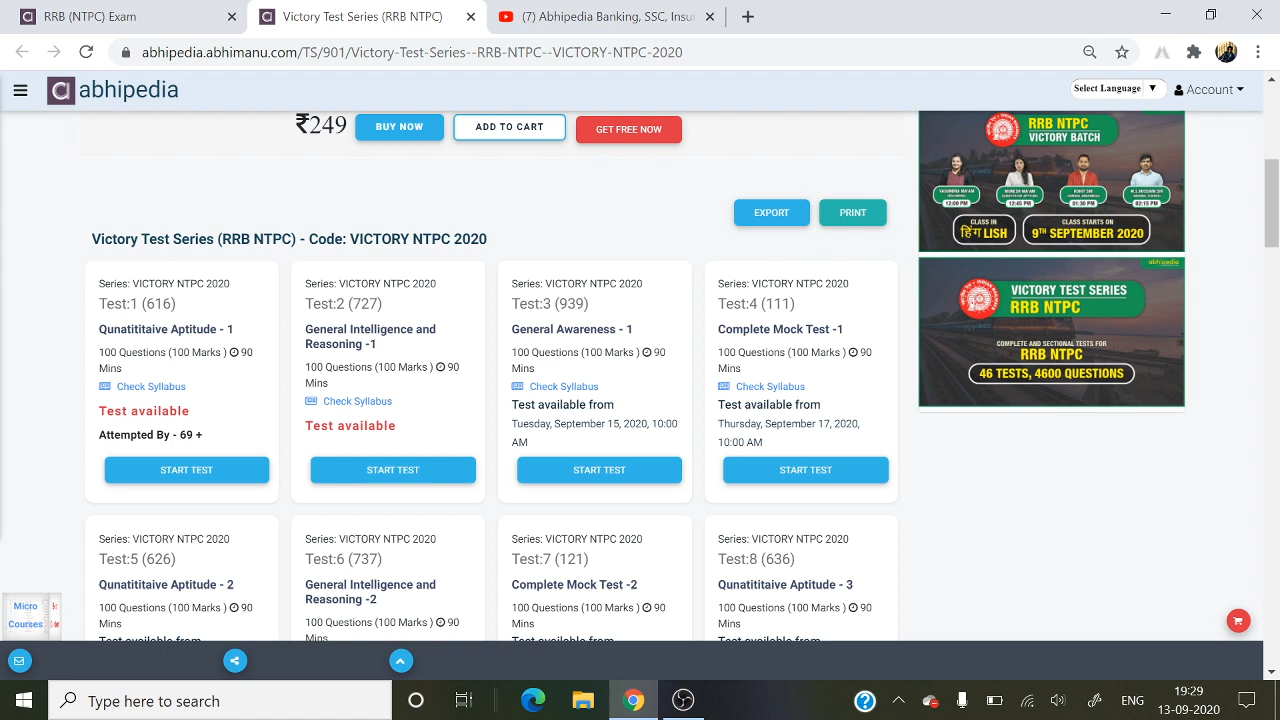 RRB (NTPC) Exam
Victory Test Series (RRB NTPC)
(7) Abhipedia Banking, SSC, Insu
abhipedia.abhimanu.com/TS/901/Victory-Test-Series--RRB-NTPC--VICTORY-NTPC-2020
abhipedia
Select Language ▼
Account
₹249
BUY NOW
ADD TO CART
GET FREE NOW
RRB NTPC
VICTORY BATCH
12:00 PM
12:45 PM
01:30 PM
02:15 PM
CLASS IN
हिंग LISH
CLASS STARTS ON
9TH SEPTEMBER 2020
EXPORT
PRINT
Victory Test Series (RRB NTPC) - Code: VICTORY NTPC 2020
abhipedia
VICTORY TEST SERIES
RRB NTPC
COMPLETE AND SECTIONAL TESTS FOR
RRB NTPC
46 TESTS, 4600 QUESTIONS
Series: VICTORY NTPC 2020
Test:1 (616)
Qunatititaive Aptitude - 1
100 Questions (100 Marks ) 90
Mins
Check Syllabus
Test available
Attempted By - 69 +
START TEST
Series: VICTORY NTPC 2020
Test:2 (727)
General Intelligence and
Reasoning -1
100 Questions (100 Marks ) 90
Mins
Check Syllabus
Test available
START TEST
Series: VICTORY NTPC 2020
Test:3 (939)
General Awareness - 1
100 Questions (100 Marks ) 90
Mins
Check Syllabus
Test available from
Tuesday, September 15, 2020, 10:00
AM
START TEST
Series: VICTORY NTPC 2020
Test:4 (111)
Complete Mock Test -1
100 Questions (100 Marks ) 90
Mins
Check Syllabus
Test available from
Thursday, September 17, 2020,
10:00 AM
START TEST
Series: VICTORY NTPC 2020
Test:5 (626)
Qunatititaive Aptitude - 2
100 Questions (100 Marks ) 90
Mins
Test available from
Series: VICTORY NTPC 2020
Test:6 (737)
General Intelligence and
Reasoning -2
100 Questions (100 Marks ) 90
Mins
Series: VICTORY NTPC 2020
Test:7 (121)
Complete Mock Test -2
100 Questions (100 Marks ) 90
Mins
Test available from
Series: VICTORY NTPC 2020
Test:8 (636)
Qunatititaive Aptitude - 3
100 Questions (100 Marks ) 90
Mins
Test available from
Micro
Courses
Type here to search
ENG
19:29
13-09-2020